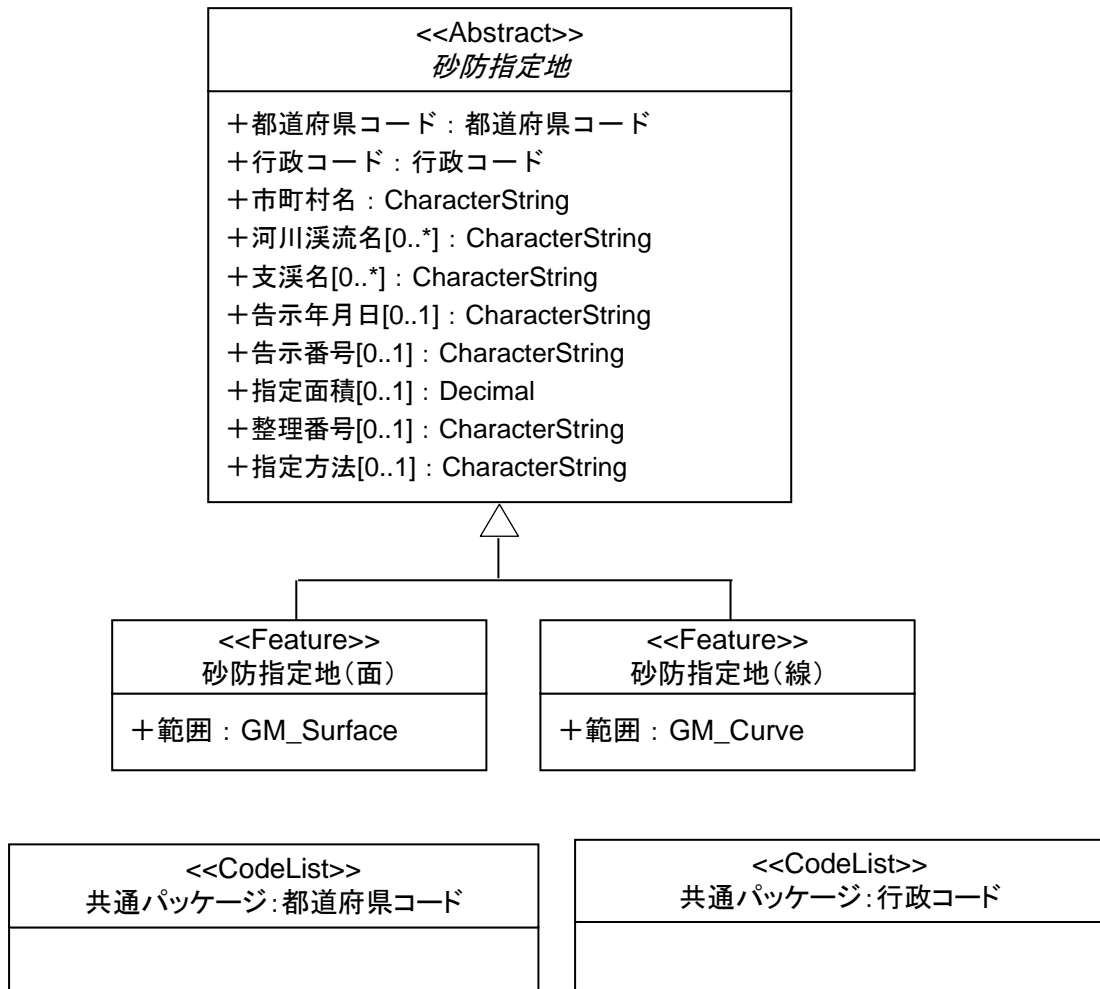 <<Abstract>>
砂防指定地
+都道府県コード：都道府県コード
+行政コード：行政コード
+市町村名：CharacterString
+河川渓流名[0..*]：CharacterString
+支渓名[0..*]：CharacterString
+告示年月日[0..1]：CharacterString
+告示番号[0..1]：CharacterString
+指定面積[0..1]：Decimal
+整理番号[0..1]：CharacterString
+指定方法[0..1]：CharacterString
<<Feature>>
砂防指定地（面）
+範囲：GM_Surface
<<Feature>>
砂防指定地（線）
+範囲：GM_Curve
<<CodeList>>
共通パッケージ：都道府県コード
<<CodeList>>
共通パッケージ：行政コード